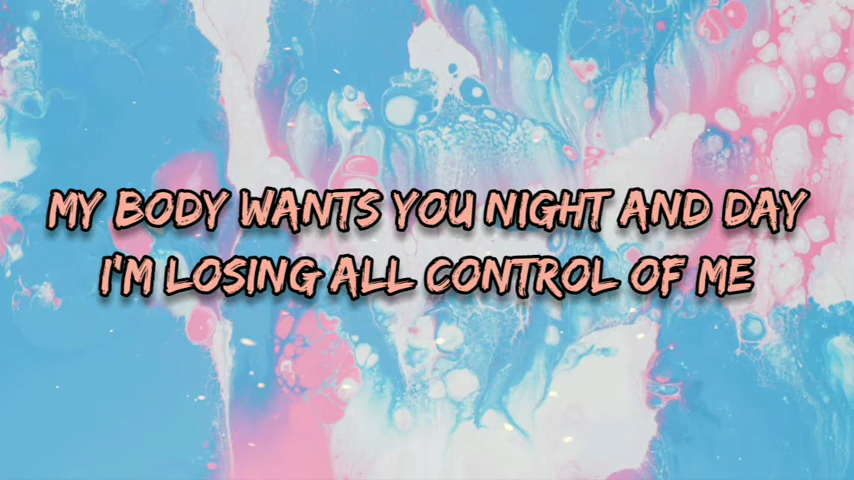 MY BODY WANTS YOU NIGHT AND DAY
I'M LOSING ALL CONTROL OF ME